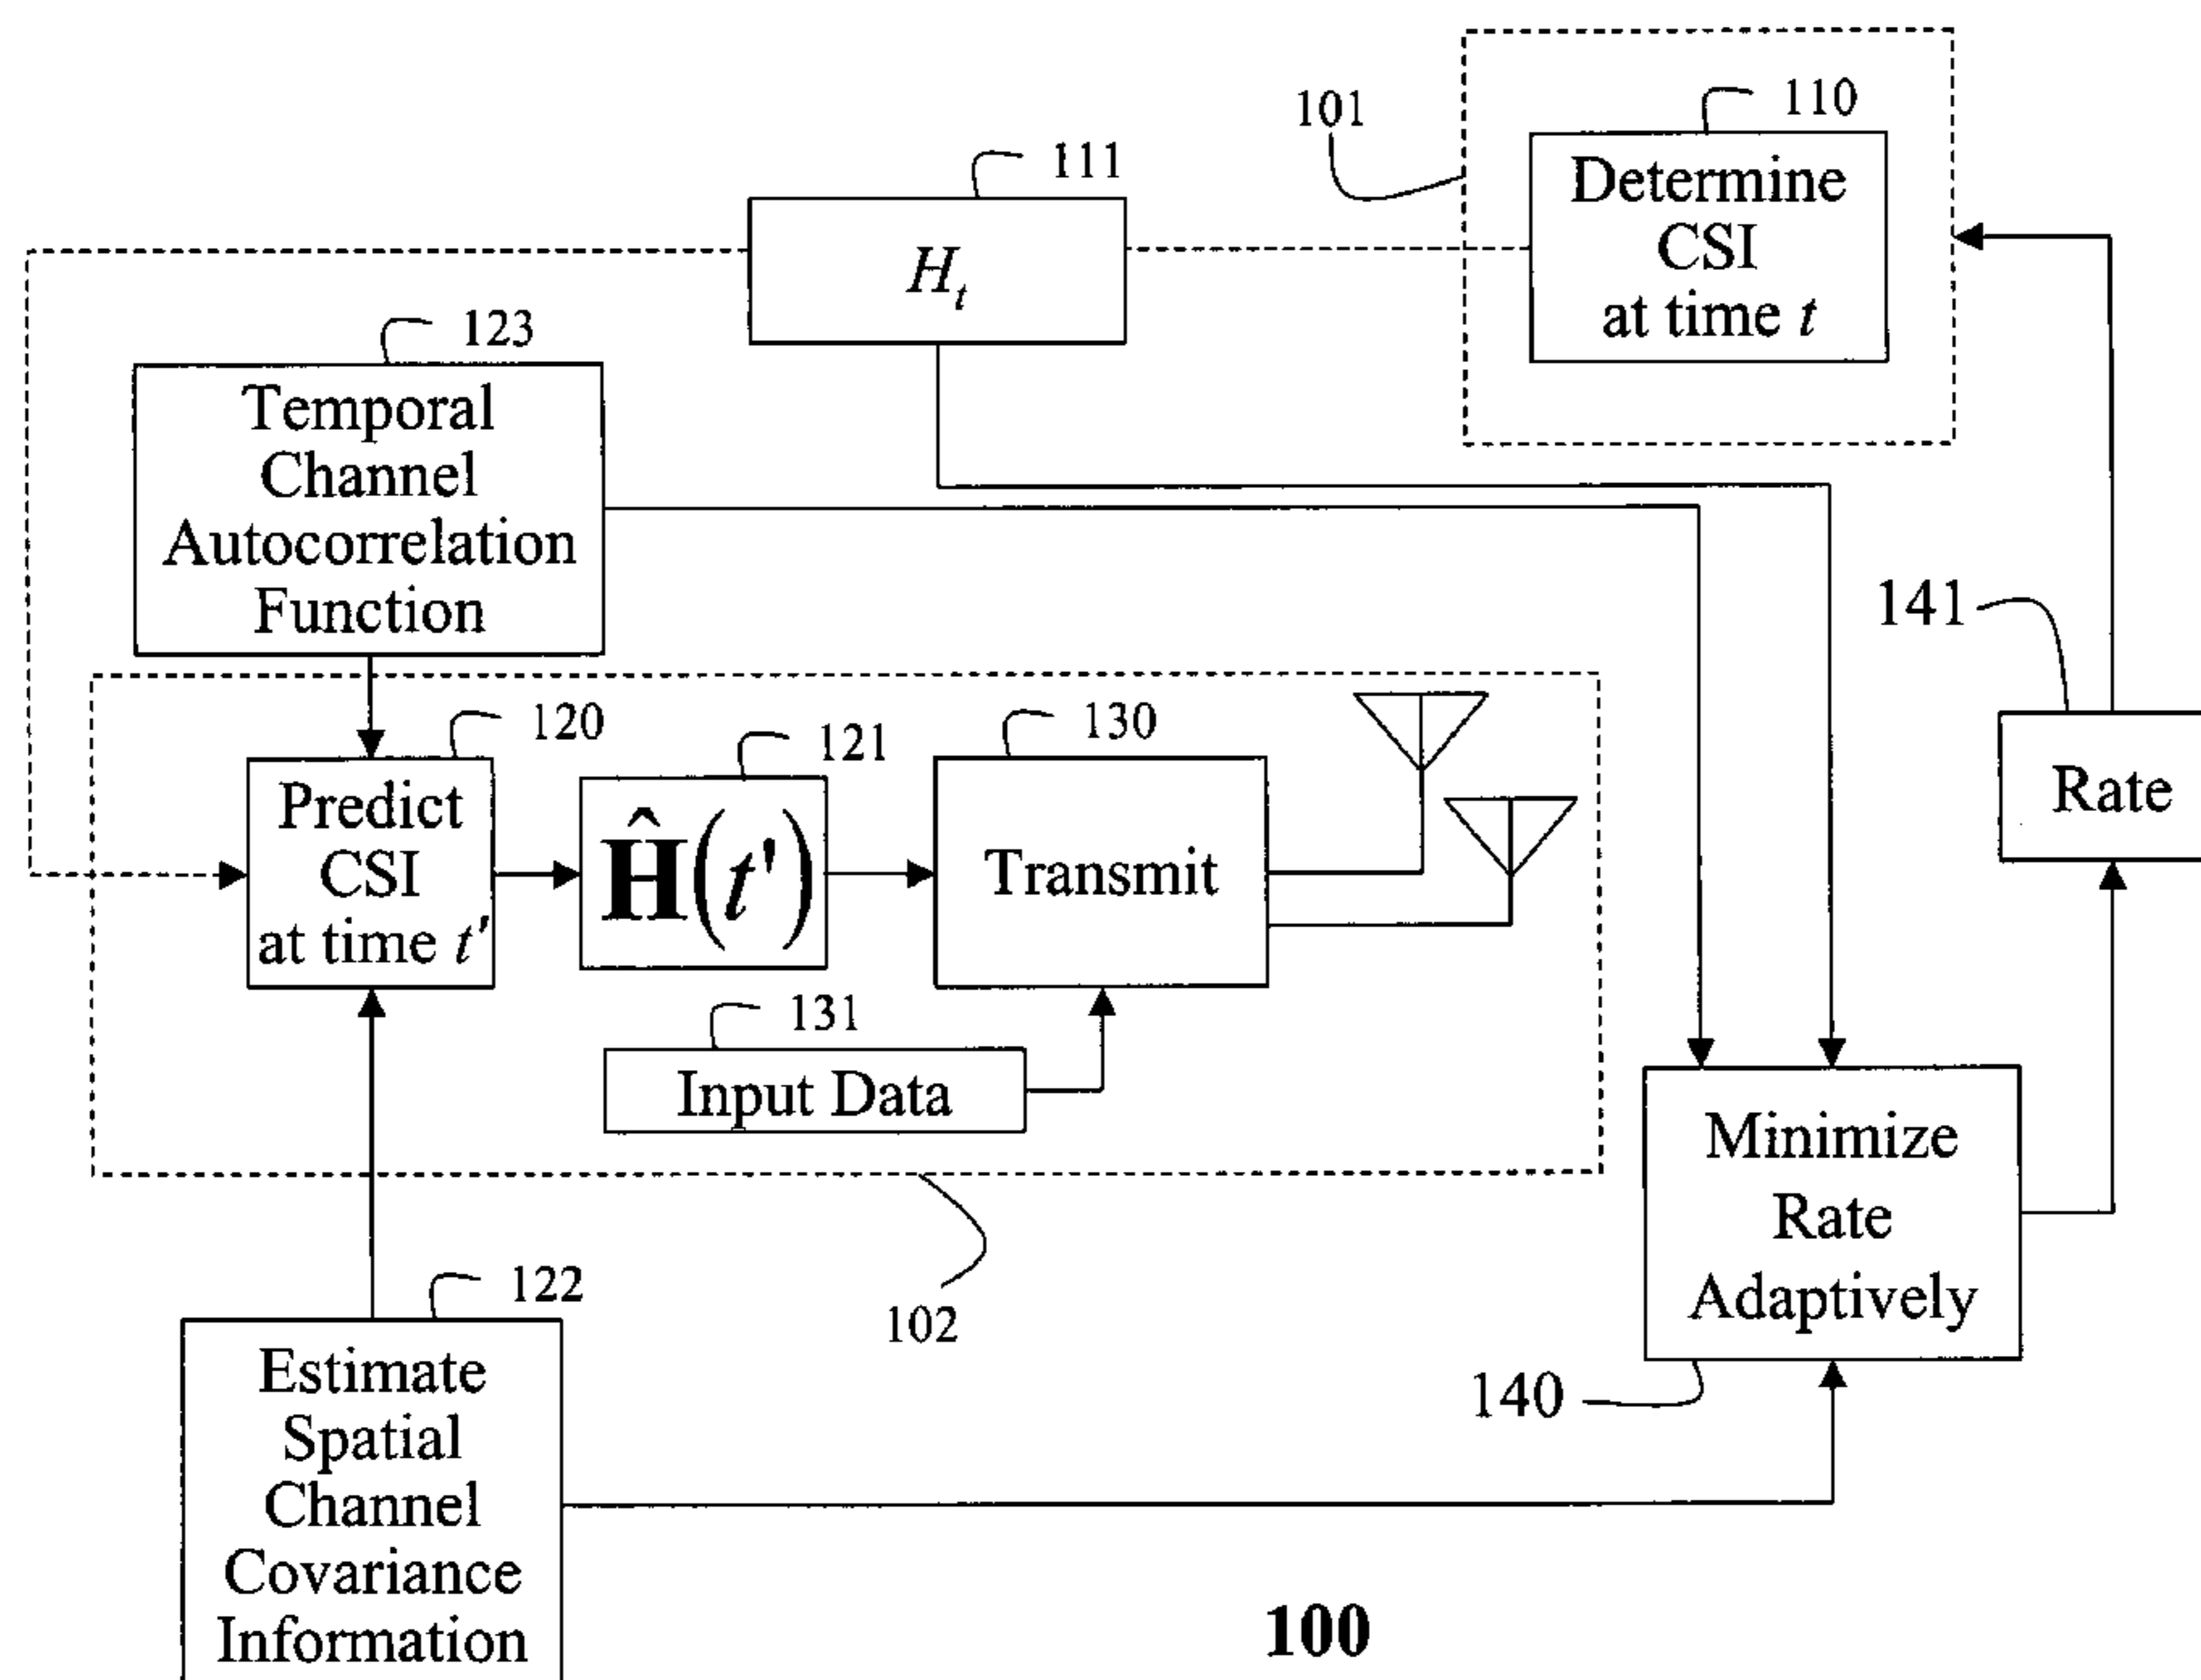 101
110
Determine
CSI
at time t
111
H_t
123
Temporal
Channel
Autocorrelation
Function
141
Rate
120
Predict
CSI
at time t'
121
Ĥ(t')
130
Transmit
131
Input Data
Minimize
Rate
Adaptively
140
102
122
Estimate
Spatial
Channel
Covariance
Information
100